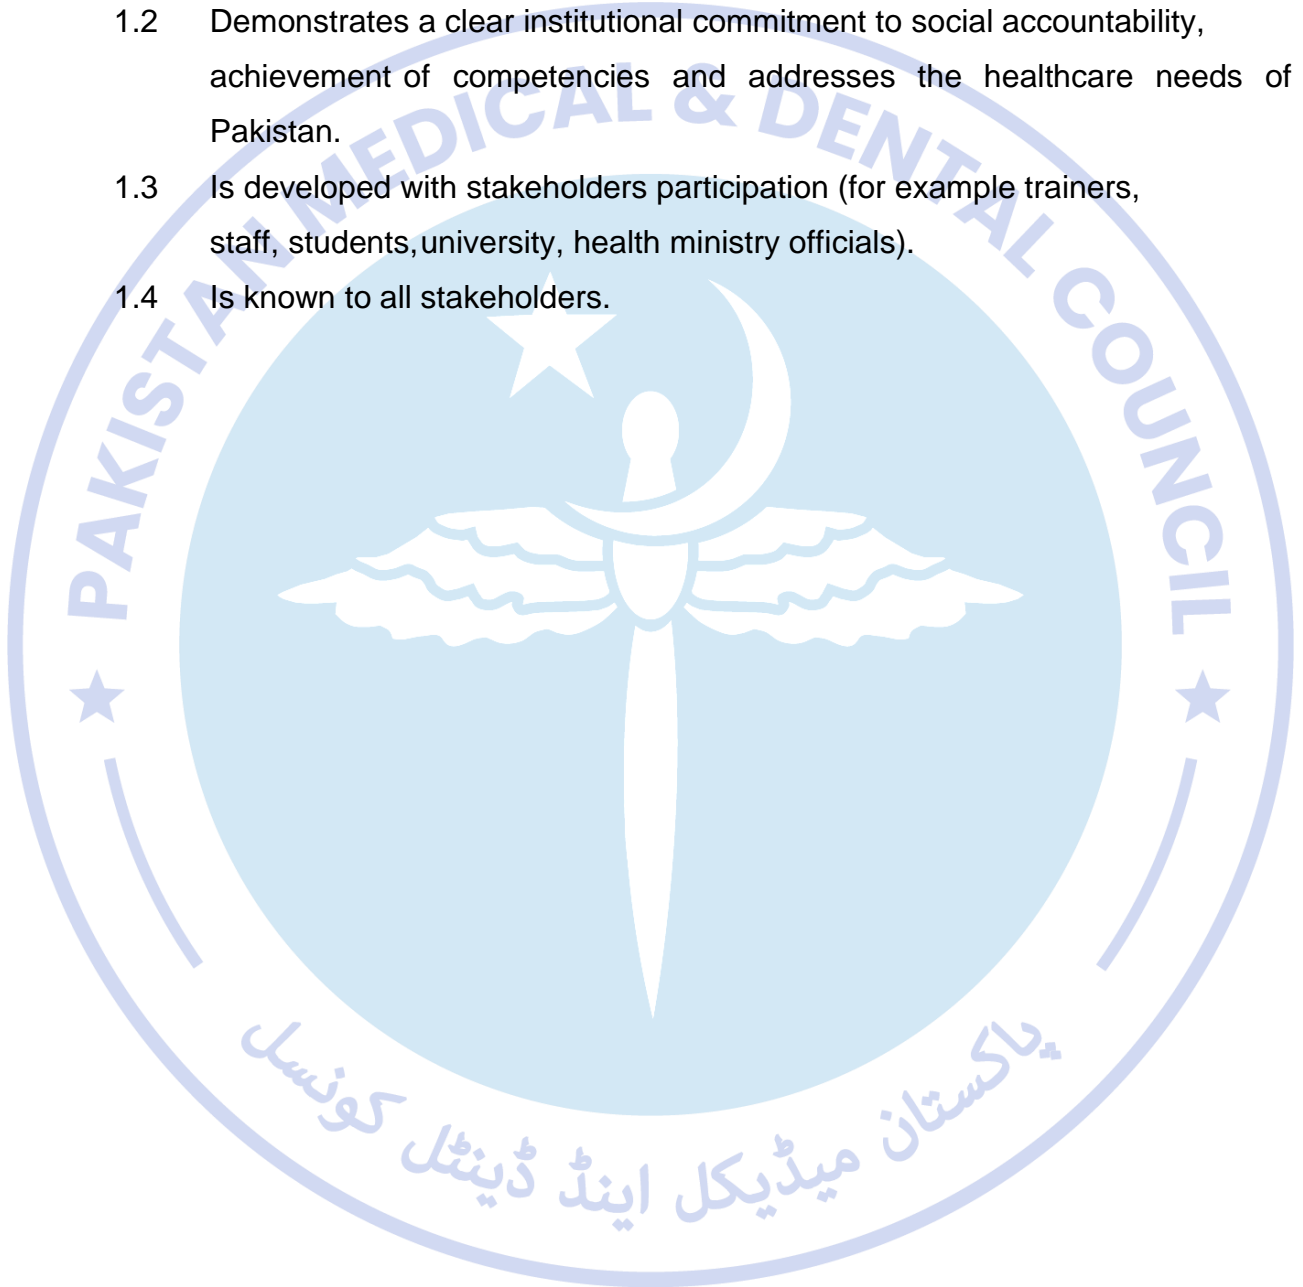 1.2 Demonstrates a clear institutional commitment to social accountability,
achievement of competencies and addresses the healthcare needs of
Pakistan.
1.3 Is developed with stakeholders participation (for example trainers,
staff, students,university, health ministry officials).
1.4 Is known to all stakeholders.
PAKISTAN MEDICAL & DENTAL COUNCIL
پاکستان میڈیکل اینڈ ڈینٹل کونسل